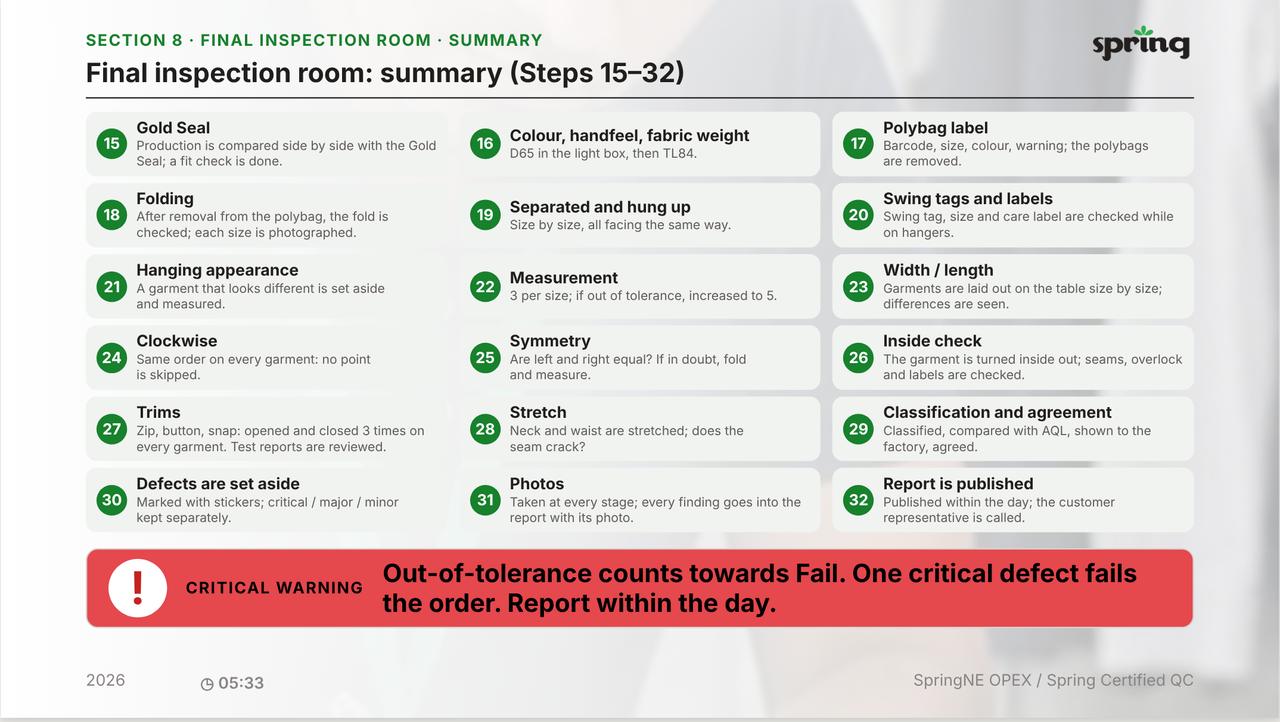 SECTION 8 · FINAL INSPECTION ROOM · SUMMARY
spring
Final inspection room: summary (Steps 15–32)
15
Gold Seal
Production is compared side by side with the Gold
Seal; a fit check is done.
16
Colour, handfeel, fabric weight
D65 in the light box, then TL84.
17
Polybag label
Barcode, size, colour, warning; the polybags
are removed.
18
Folding
After removal from the polybag, the fold is
checked; each size is photographed.
19
Separated and hung up
Size by size, all facing the same way.
20
Swing tags and labels
Swing tag, size and care label are checked while
on hangers.
21
Hanging appearance
A garment that looks different is set aside
and measured.
22
Measurement
3 per size; if out of tolerance, increased to 5.
23
Width / length
Garments are laid out on the table size by size;
differences are seen.
24
Clockwise
Same order on every garment: no point
is skipped.
25
Symmetry
Are left and right equal? If in doubt, fold
and measure.
26
Inside check
The garment is turned inside out; seams, overlock
and labels are checked.
27
Trims
Zip, button, snap: opened and closed 3 times on
every garment. Test reports are reviewed.
28
Stretch
Neck and waist are stretched; does the
seam crack?
29
Classification and agreement
Classified, compared with AQL, shown to the
factory, agreed.
30
Defects are set aside
Marked with stickers; critical / major / minor
kept separately.
31
Photos
Taken at every stage; every finding goes into the
report with its photo.
32
Report is published
Published within the day; the customer
representative is called.
!
CRITICAL WARNING
Out-of-tolerance counts towards Fail. One critical defect fails
the order. Report within the day.
2026
05:33
SpringNE OPEX / Spring Certified QC